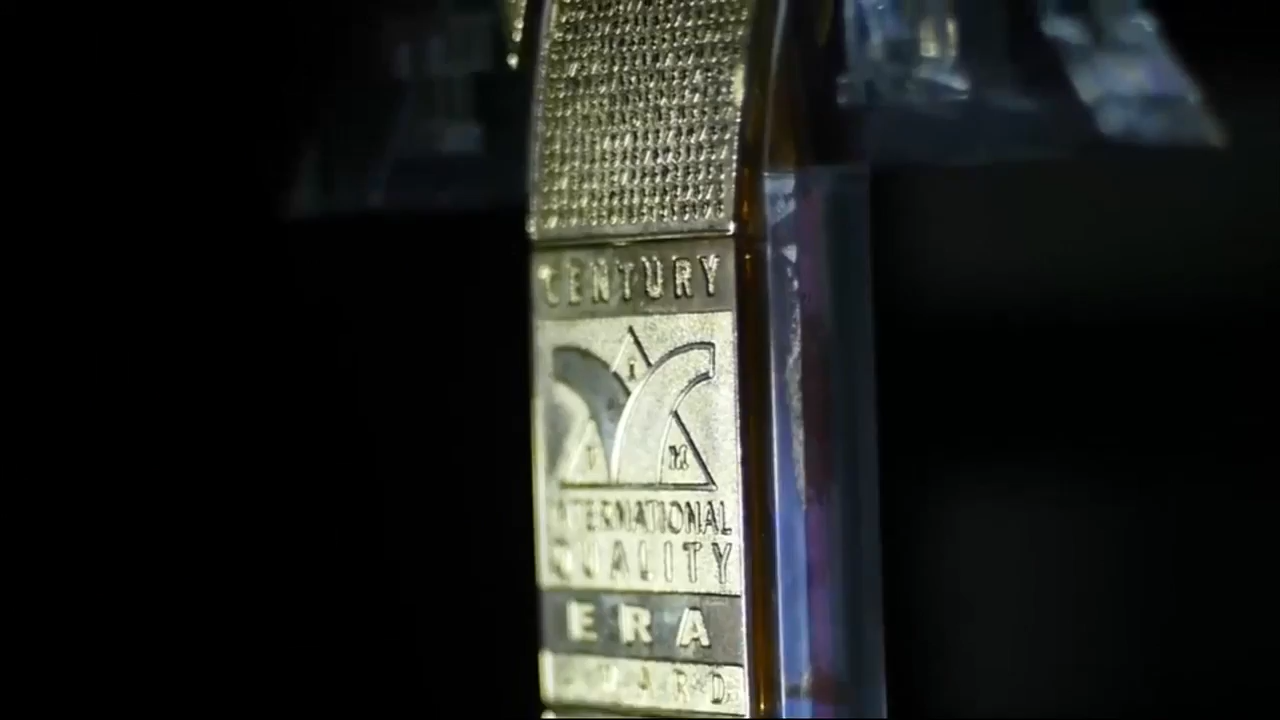 CENTURY
I
T M
INTERNATIONAL
QUALITY
ERA
AWARD